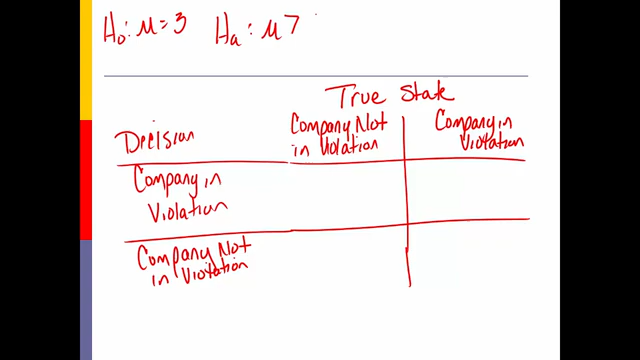 H₀: μ = 3 Hₐ: μ >
True State
Decision
Company Not
in Violation
Company in
Violation
Company in
Violation
Company Not
in Violation